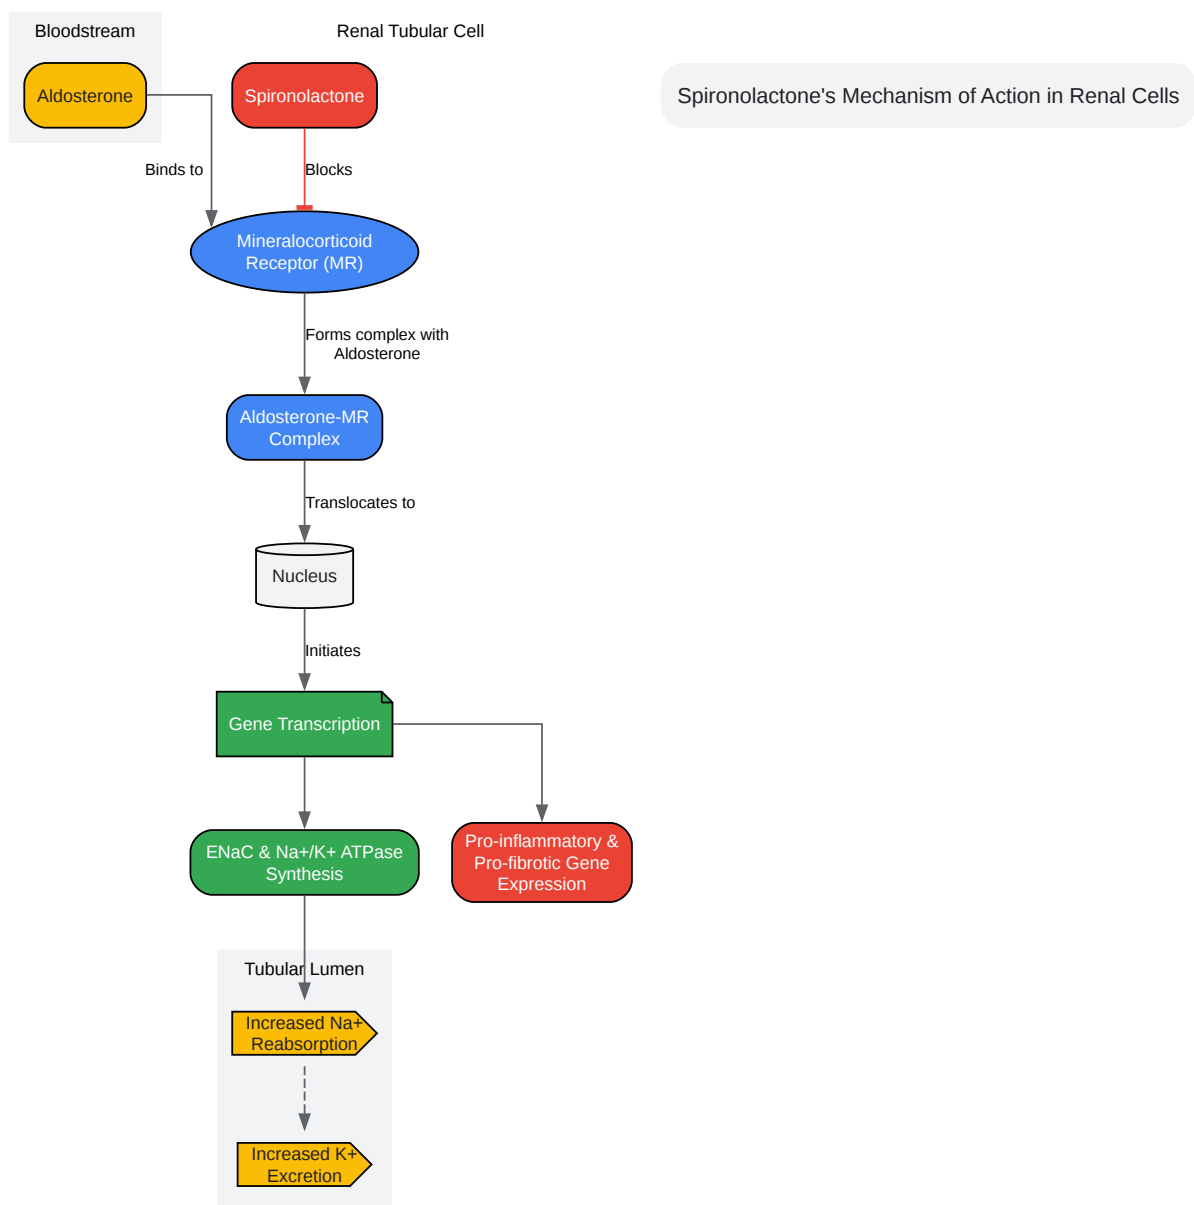 Bloodstream
Renal Tubular Cell
Aldosterone
Spironolactone
Spironolactone's Mechanism of Action in Renal Cells
Binds to
Blocks
Mineralocorticoid
Receptor (MR)
Forms complex with
Aldosterone
Aldosterone-MR
Complex
Translocates to
Nucleus
Initiates
Gene Transcription
ENaC & Na+/K+ ATPase
Synthesis
Pro-inflammatory &
Pro-fibrotic Gene
Expression
Tubular Lumen
Increased Na+
Reabsorption
Increased K+
Excretion